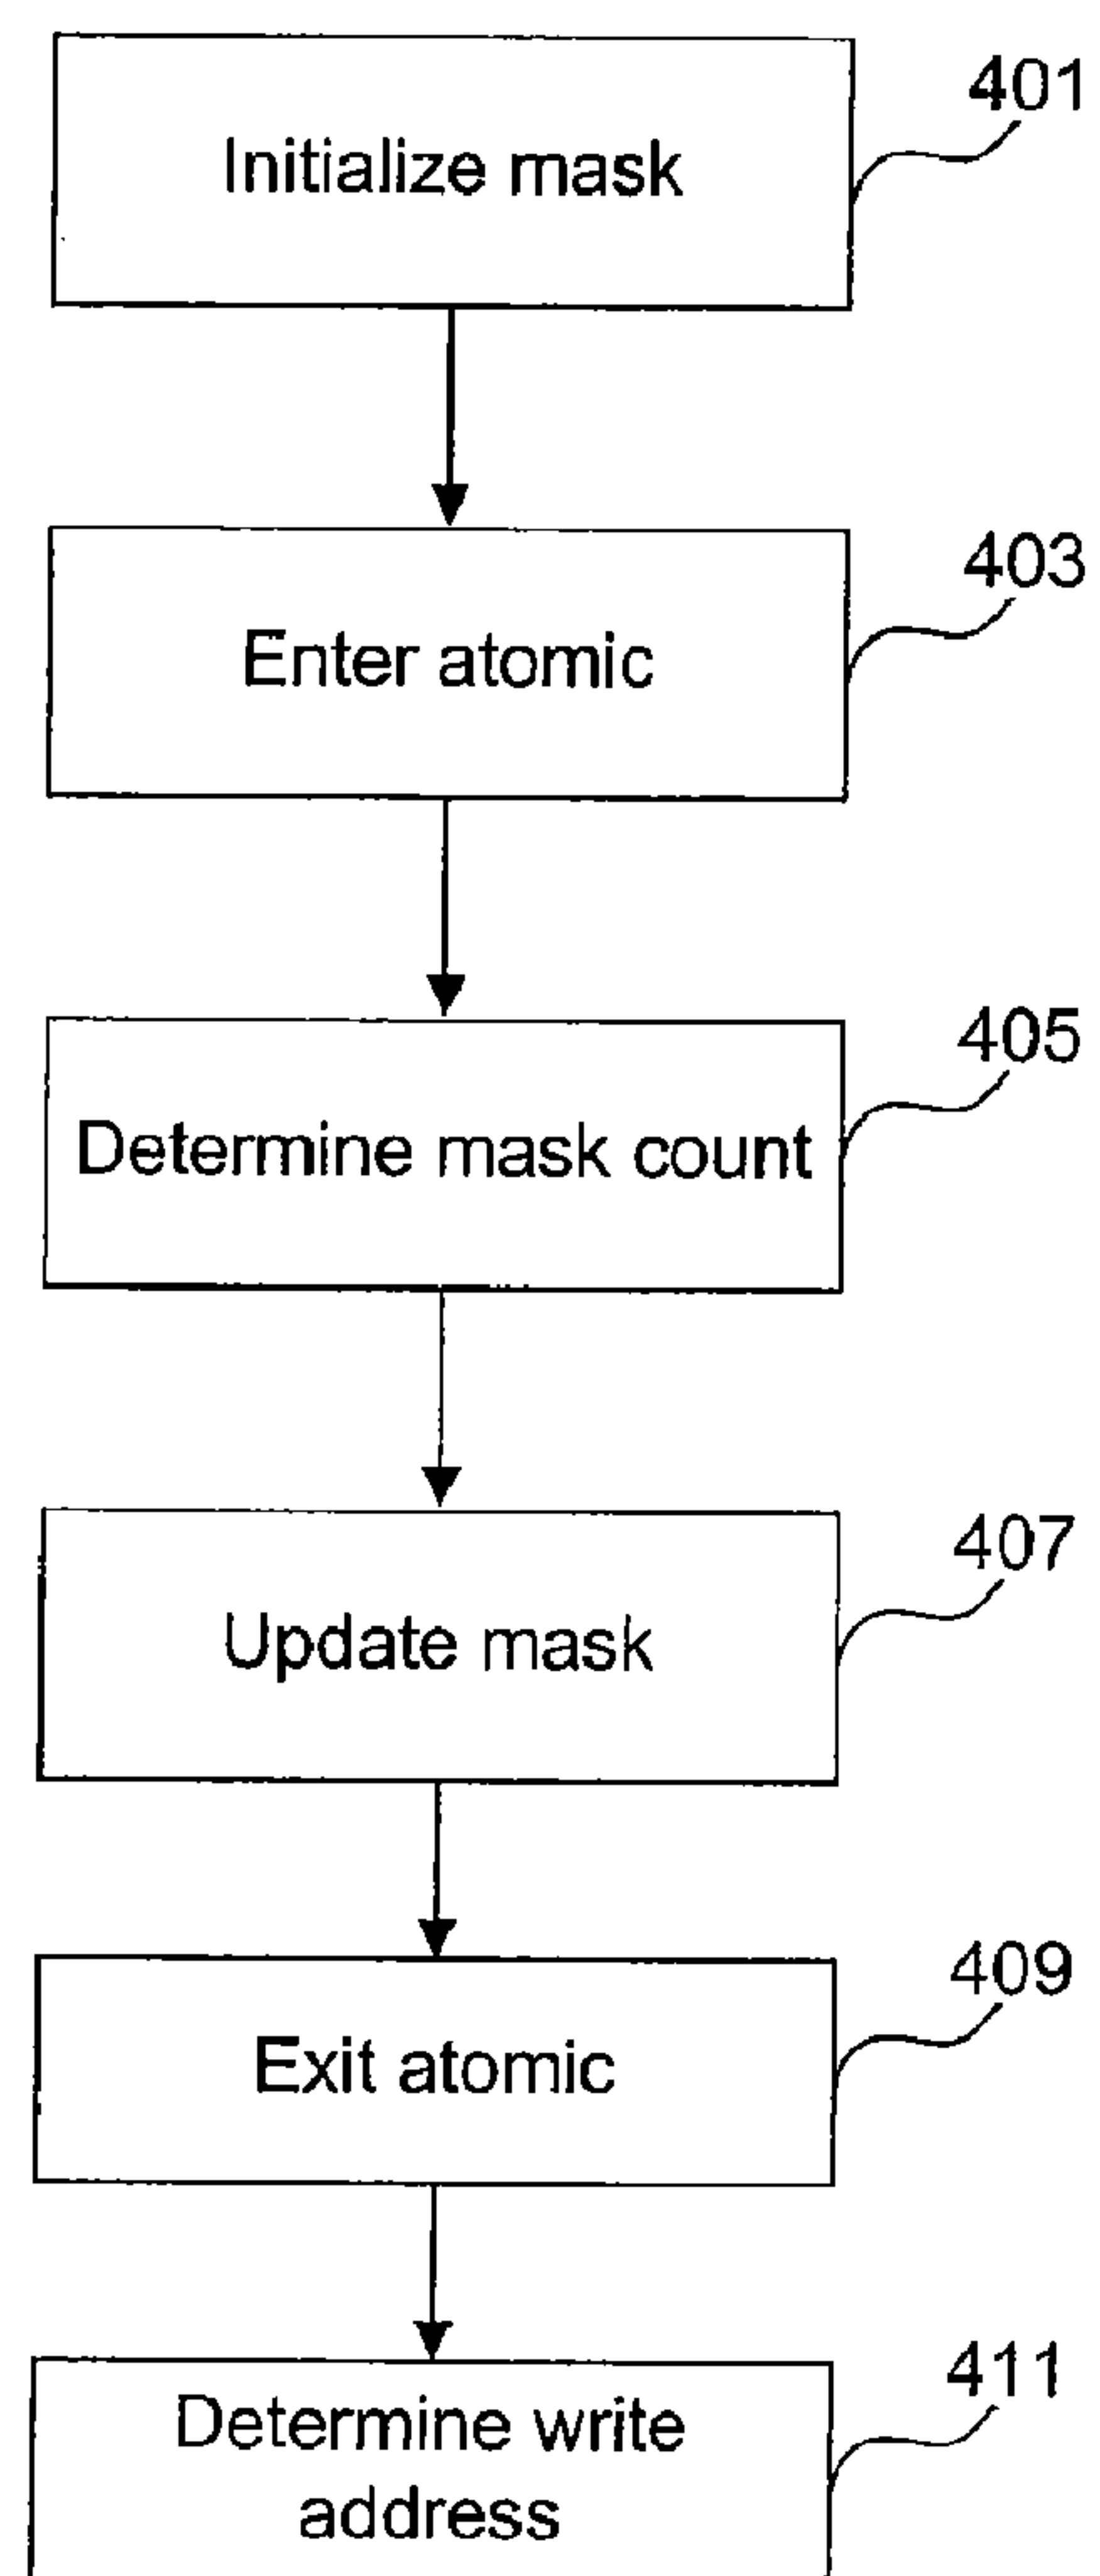 401
Initialize mask
403
Enter atomic
405
Determine mask count
407
Update mask
409
Exit atomic
411
Determine write
address